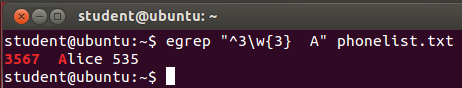 student@ubuntu: ~
student@ubuntu:~$ egrep "^3\w{3}  A" phonelist.txt
3567  Alice 535
student@ubuntu:~$